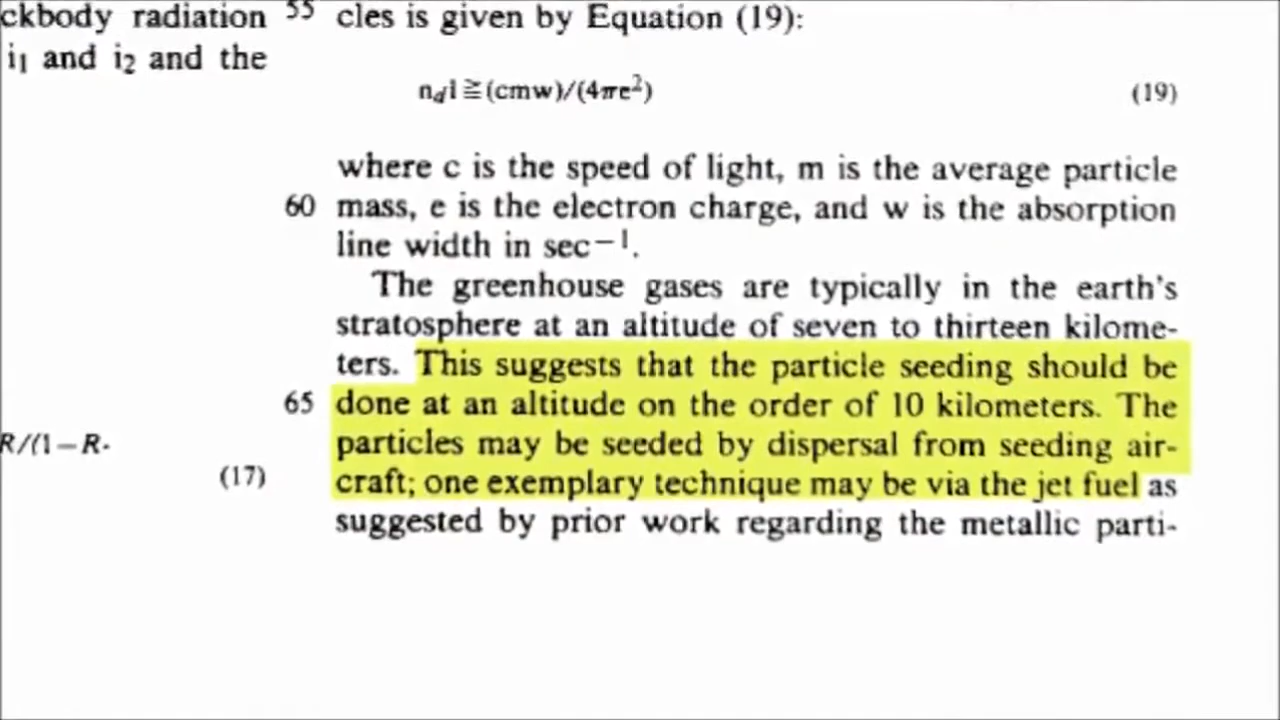 ckbody radiation
i₁ and i₂ and the
R/(1−R-
(17)
55 cles is given by Equation (19):
n_d l ≧ (cmw)/(4πe²) (19)
where c is the speed of light, m is the average particle
60 mass, e is the electron charge, and w is the absorption
line width in sec⁻¹.
The greenhouse gases are typically in the earth's
stratosphere at an altitude of seven to thirteen kilome-
ters. This suggests that the particle seeding should be
65 done at an altitude on the order of 10 kilometers. The
particles may be seeded by dispersal from seeding air-
craft; one exemplary technique may be via the jet fuel as
suggested by prior work regarding the metallic parti-